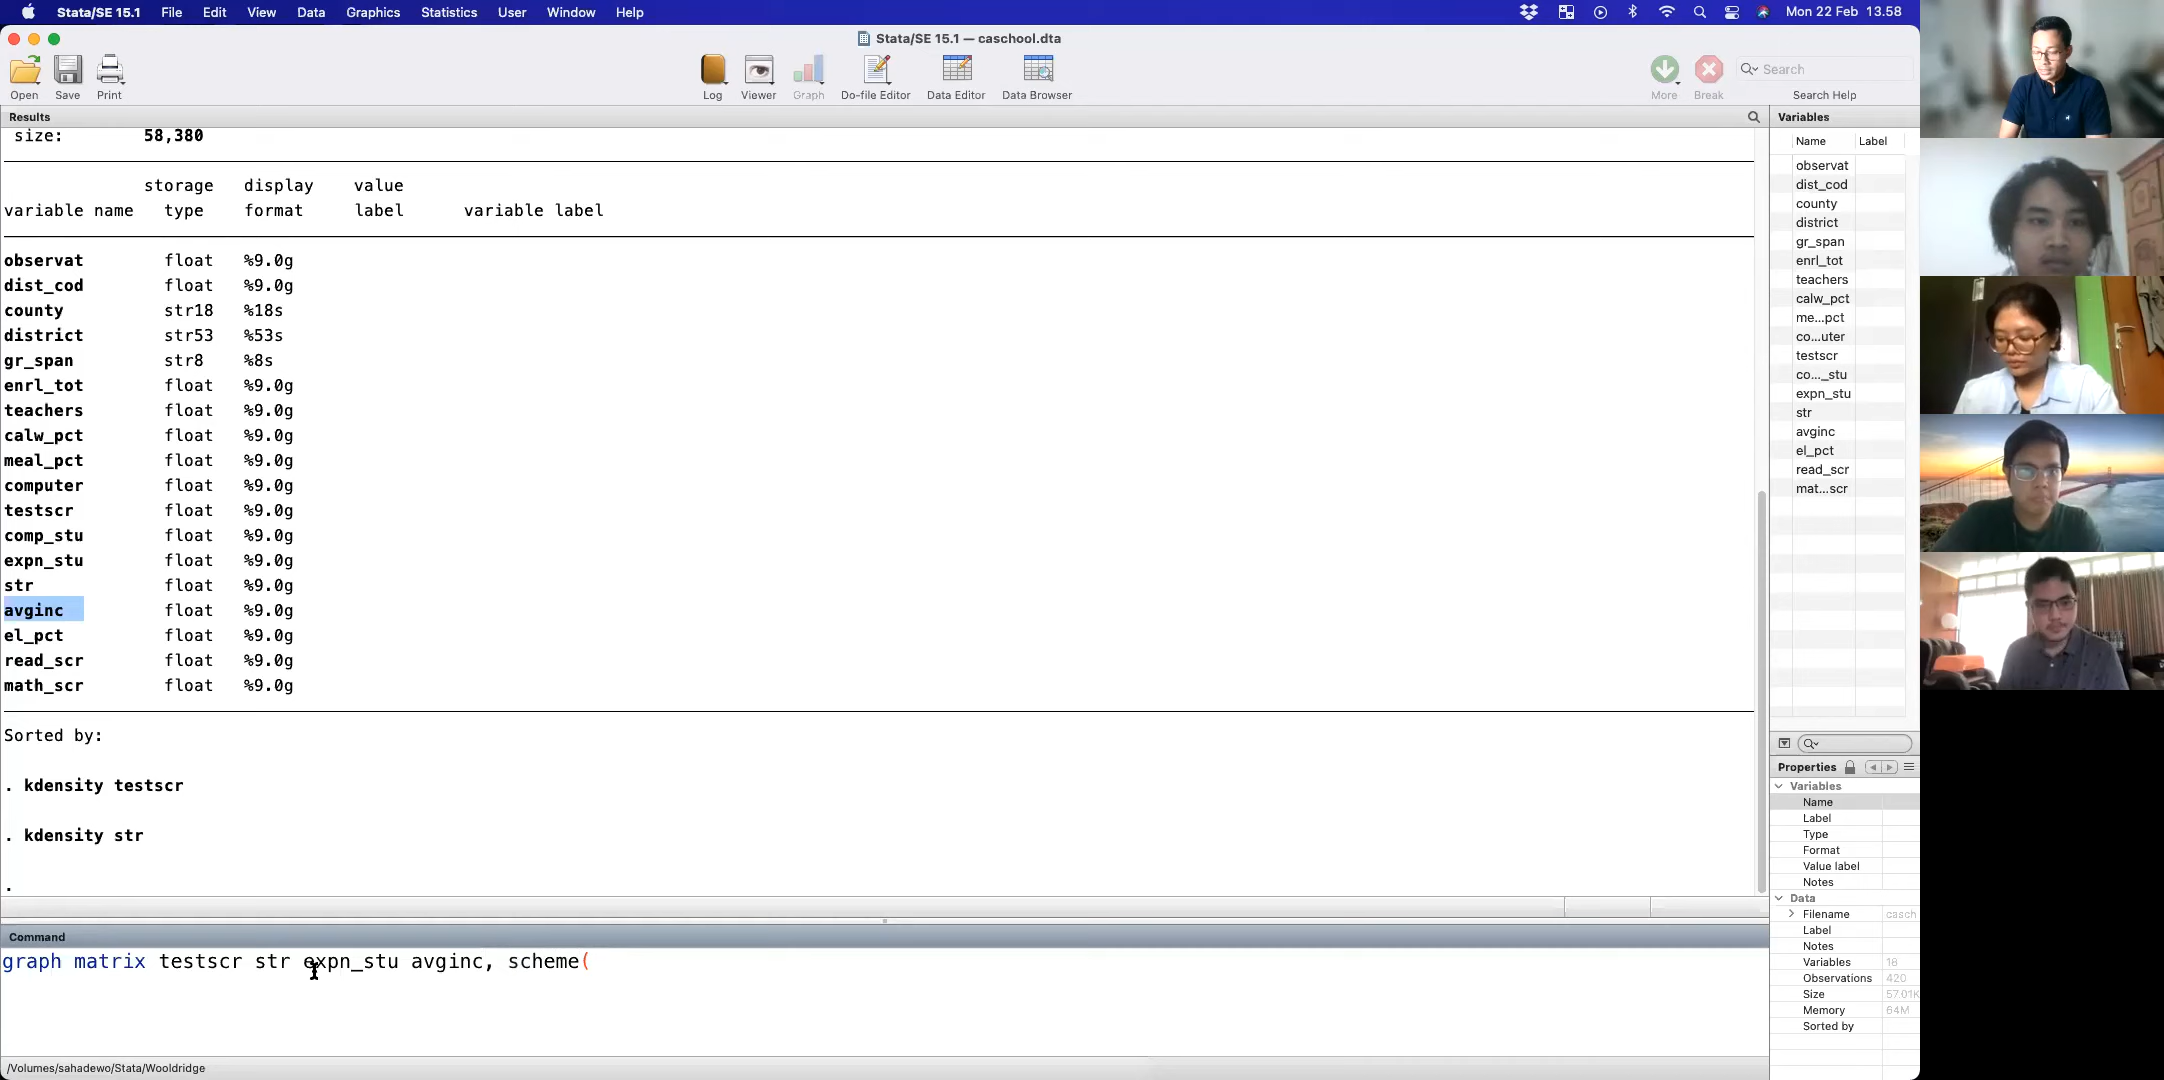 Stata/SE 15.1 File Edit View Data Graphics Statistics User Window Help Mon 22 Feb 13.58
Stata/SE 15.1 — caschool.dta
Open Save Print Log Viewer Graph Do-file Editor Data Editor Data Browser More Break Search
Search Help
Results
size: 58,380
storage display value
variable name type format label variable label
observat float %9.0g
dist_cod float %9.0g
county str18 %18s
district str53 %53s
gr_span str8 %8s
enrl_tot float %9.0g
teachers float %9.0g
calw_pct float %9.0g
meal_pct float %9.0g
computer float %9.0g
testscr float %9.0g
comp_stu float %9.0g
expn_stu float %9.0g
str float %9.0g
avginc float %9.0g
el_pct float %9.0g
read_scr float %9.0g
math_scr float %9.0g
Sorted by:
. kdensity testscr
. kdensity str
.
Command
graph matrix testscr str expn_stu avginc, scheme(
/Volumes/sahadewo/Stata/Wooldridge
Variables
Name Label
observat
dist_cod
county
district
gr_span
enrl_tot
teachers
calw_pct
me...pct
co...uter
testscr
co..._stu
expn_stu
str
avginc
el_pct
read_scr
mat...scr
Properties
Variables
Name
Label
Type
Format
Value label
Notes
Data
Filename casch
Label
Notes
Variables 18
Observations 420
Size 57.01K
Memory 64M
Sorted by